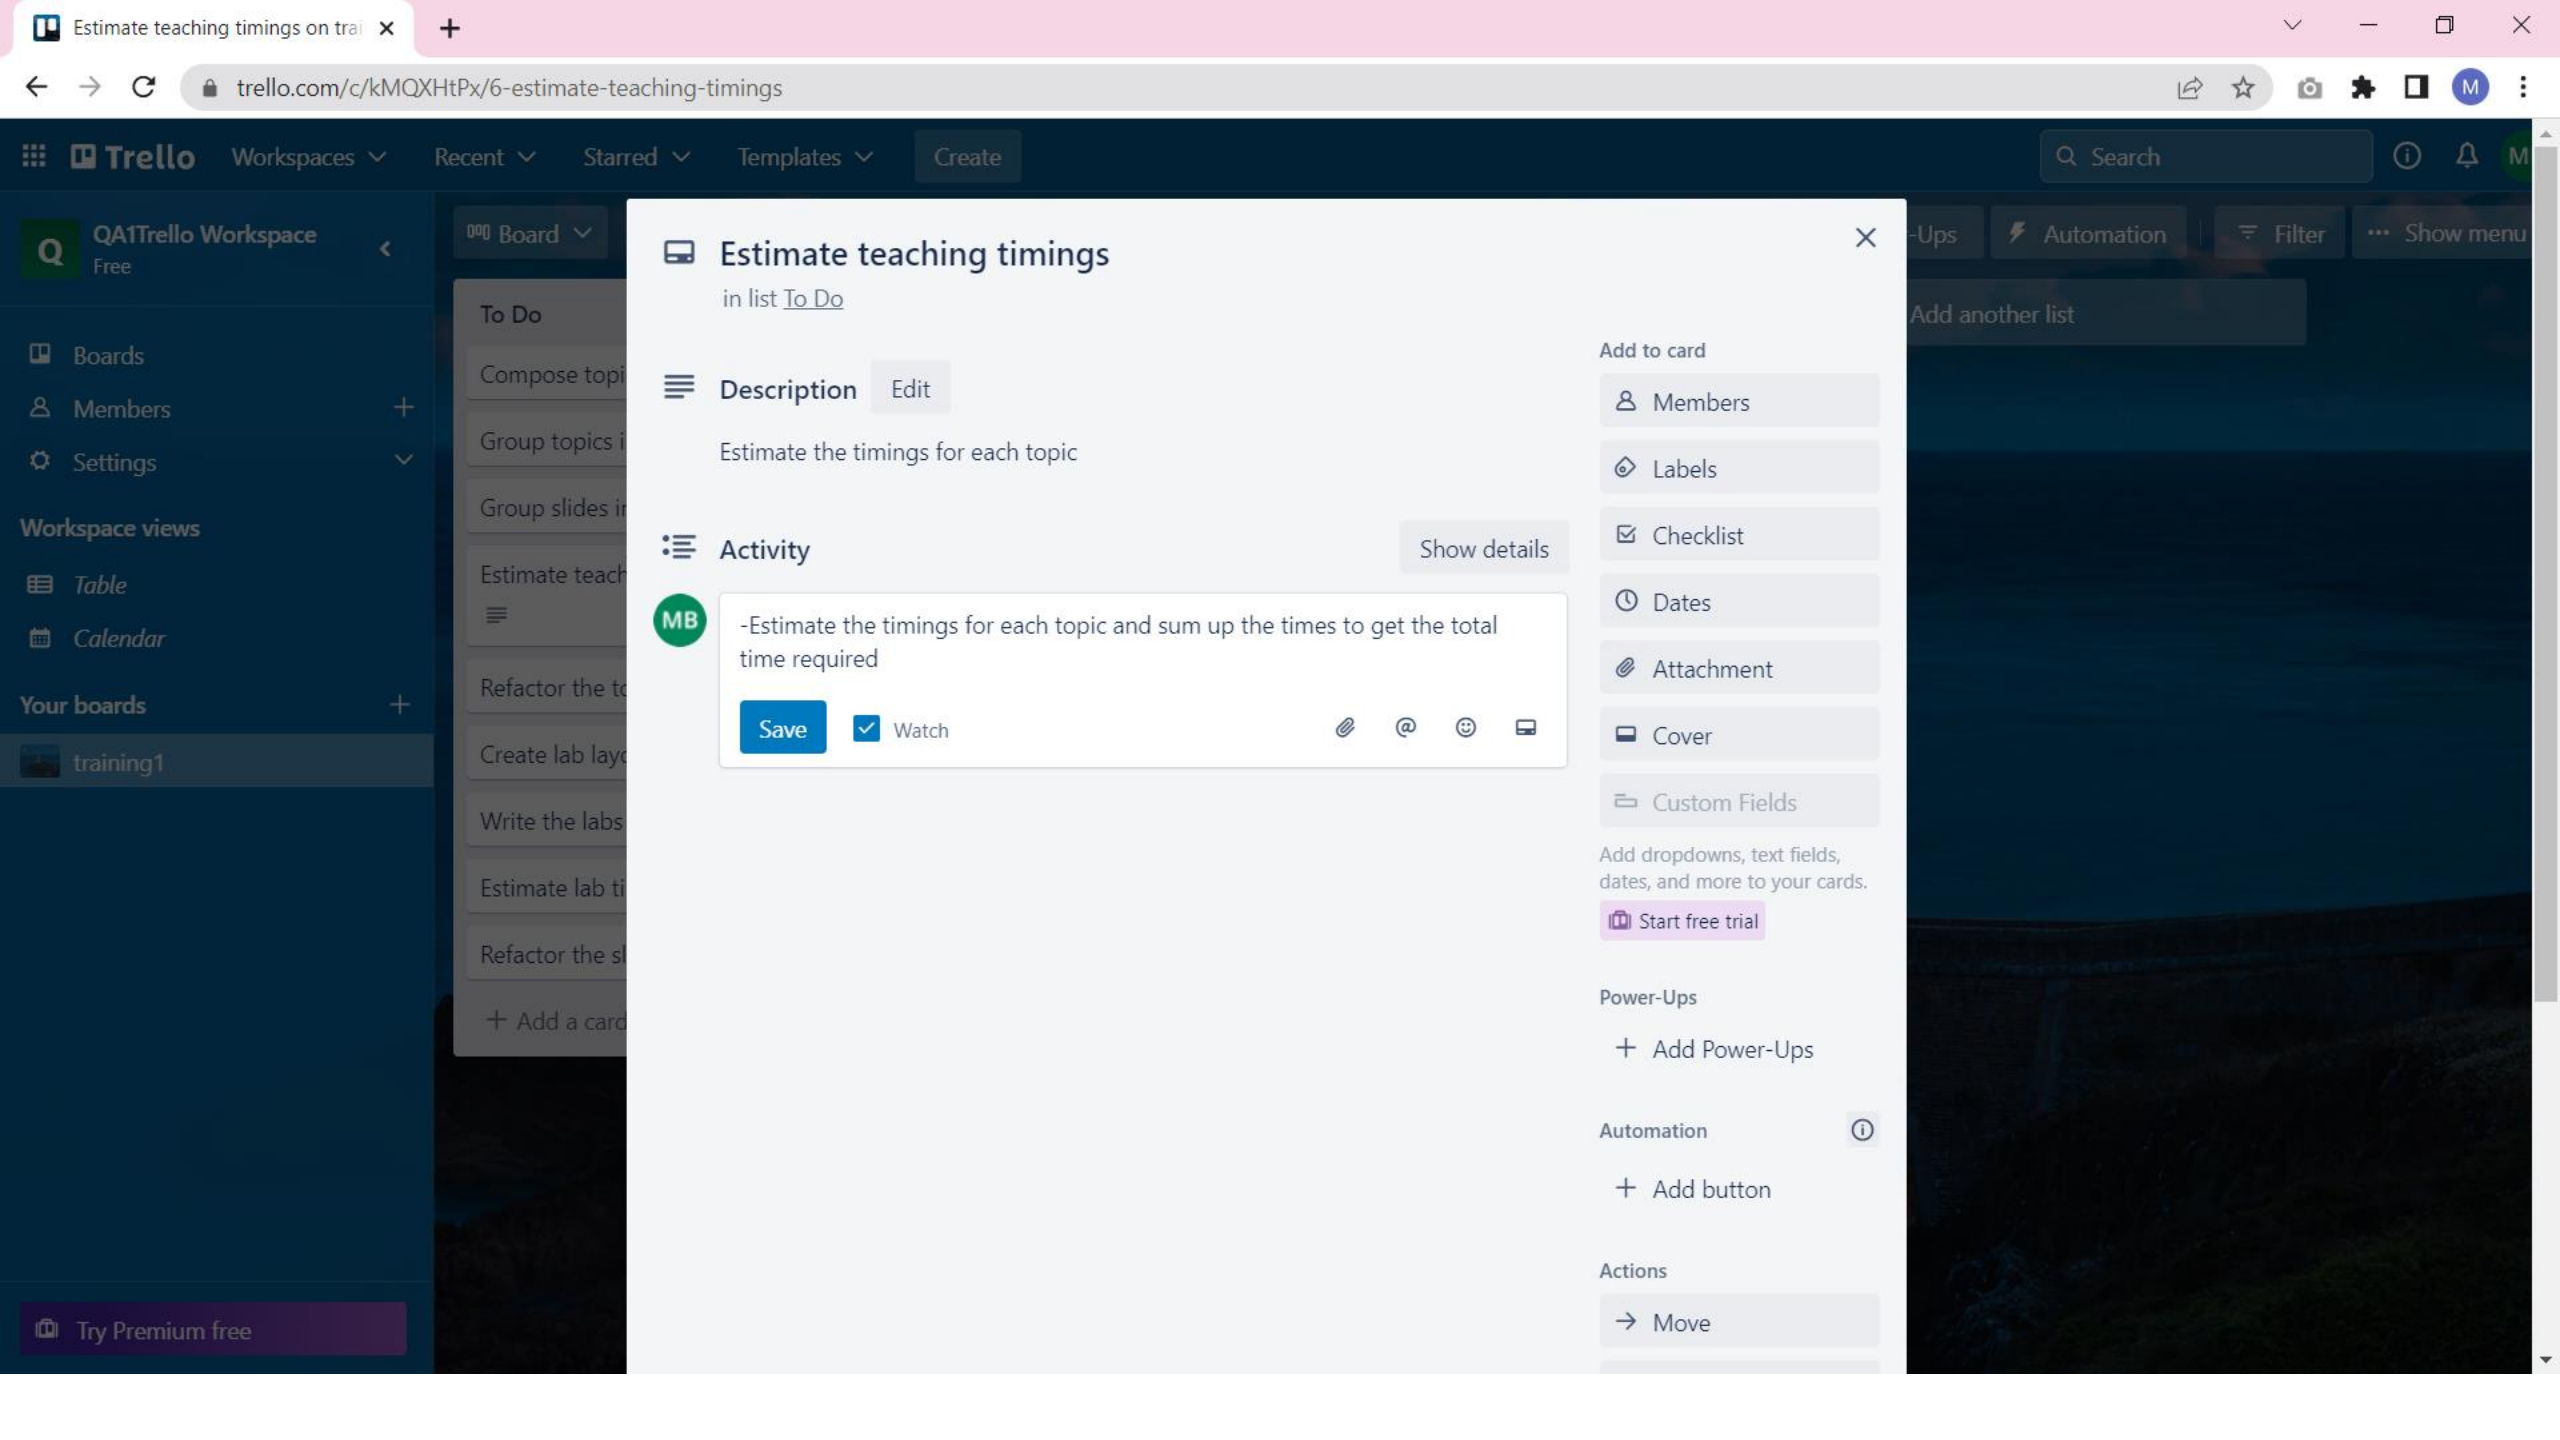 Estimate teaching timings on trai
trello.com/c/kMQXHtPx/6-estimate-teaching-timings
M
Trello
Workspaces
Recent
Starred
Templates
Create
Search
M
Q
QA1Trello Workspace
Free
Boards
Members
Settings
Workspace views
Table
Calendar
Your boards
training1
Try Premium free
Board
-Ups
Automation
Filter
Show menu
To Do
Compose topi
Group topics i
Group slides in
Estimate teach
Refactor the to
Create lab layo
Write the labs
Estimate lab ti
Refactor the sl
Add a card
Add another list
Estimate teaching timings
in list To Do
Description
Edit
Estimate the timings for each topic
Activity
Show details
MB
-Estimate the timings for each topic and sum up the times to get the total
time required
Save
Watch
Add to card
Members
Labels
Checklist
Dates
Attachment
Cover
Custom Fields
Add dropdowns, text fields,
dates, and more to your cards.
Start free trial
Power-Ups
Add Power-Ups
Automation
Add button
Actions
Move